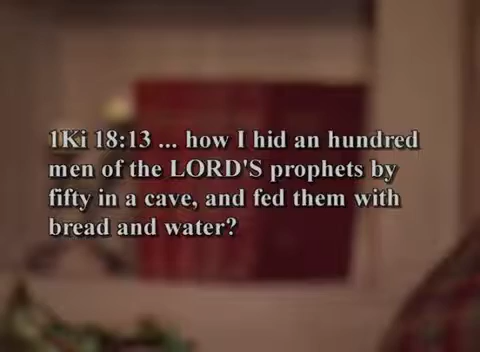 1Ki 18:13 ... how I hid an hundred
men of the LORD'S prophets by
fifty in a cave, and fed them with
bread and water?